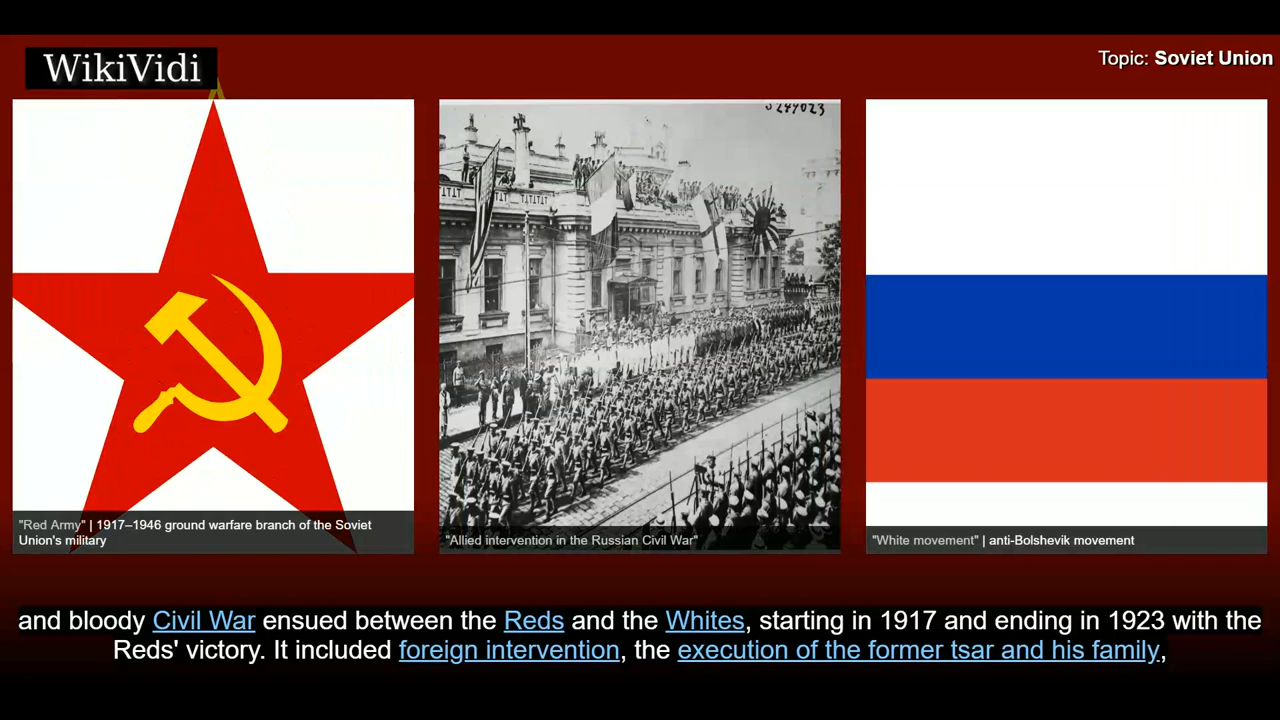 WikiVidi
Topic: Soviet Union
"Red Army" | 1917–1946 ground warfare branch of the Soviet
Union's military
"Allied intervention in the Russian Civil War"
"White movement" | anti-Bolshevik movement
and bloody Civil War ensued between the Reds and the Whites, starting in 1917 and ending in 1923 with the
Reds' victory. It included foreign intervention, the execution of the former tsar and his family,